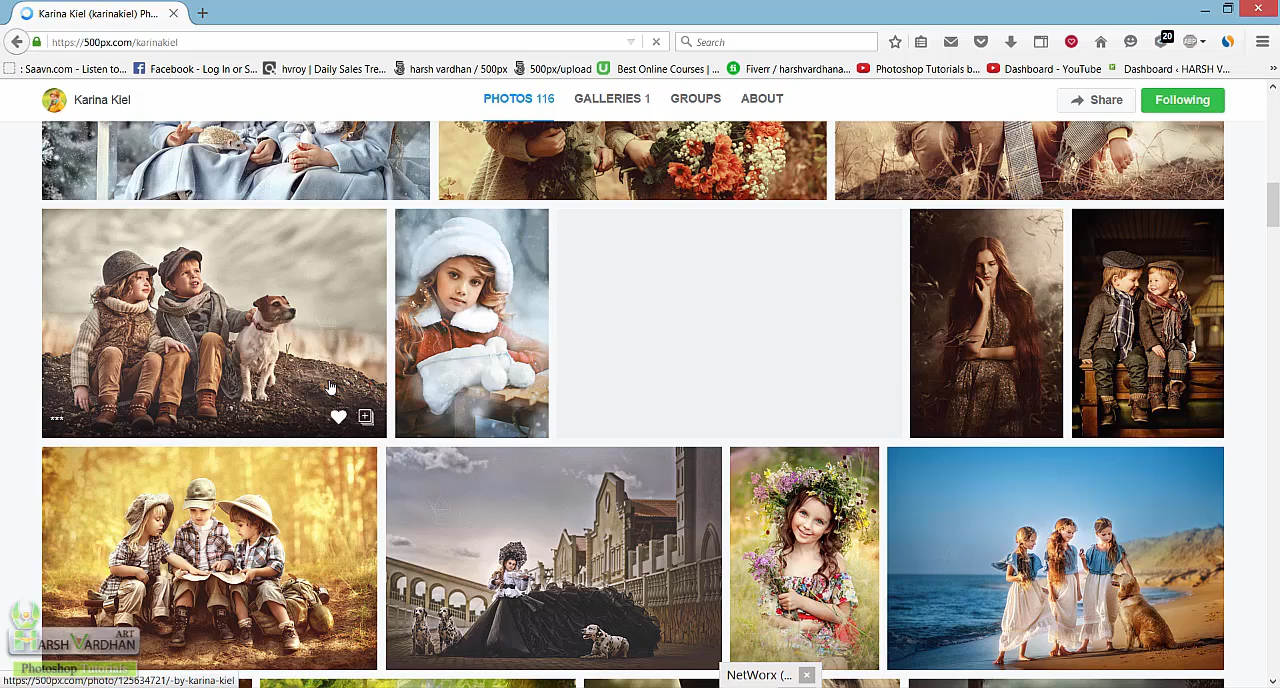 Karina Kiel (karinakiel) Ph...
https://500px.com/karinakiel
Search
20
ABP
: Saavn.com - Listen to...
Facebook - Log In or S...
hvroy | Daily Sales Tre...
harsh vardhan / 500px
500px/upload
Best Online Courses | ...
Fiverr / harshvardhana...
Photoshop Tutorials b...
Dashboard - YouTube
Dashboard ‹ HARSH V...
Karina Kiel
PHOTOS 116
GALLERIES 1
GROUPS
ABOUT
Share
Following
ART
HARSH VARDHAN
Photoshop Tutorials
https://500px.com/photo/125634721/-by-karina-kiel
NetWorx (...